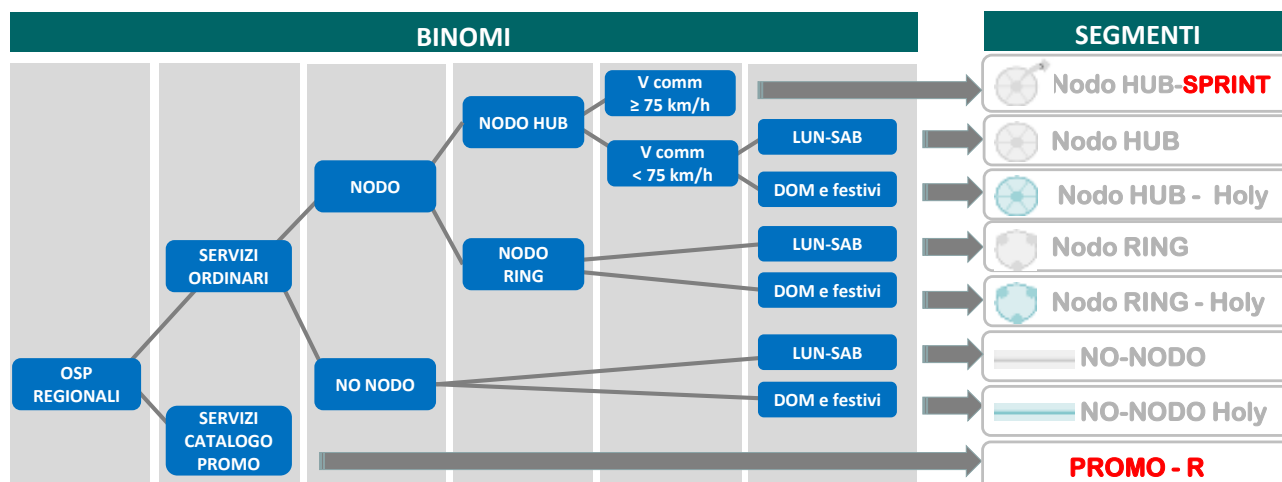 BINOMI
SEGMENTI
OSP
REGIONALI
SERVIZI
ORDINARI
SERVIZI
CATALOGO
PROMO
NODO
NO NODO
NODO HUB
NODO
RING
V comm
≥ 75 km/h
V comm
< 75 km/h
LUN-SAB
DOM e festivi
LUN-SAB
DOM e festivi
LUN-SAB
DOM e festivi
Nodo HUB-SPRINT
Nodo HUB
Nodo HUB - Holy
Nodo RING
Nodo RING - Holy
NO-NODO
NO-NODO Holy
PROMO - R